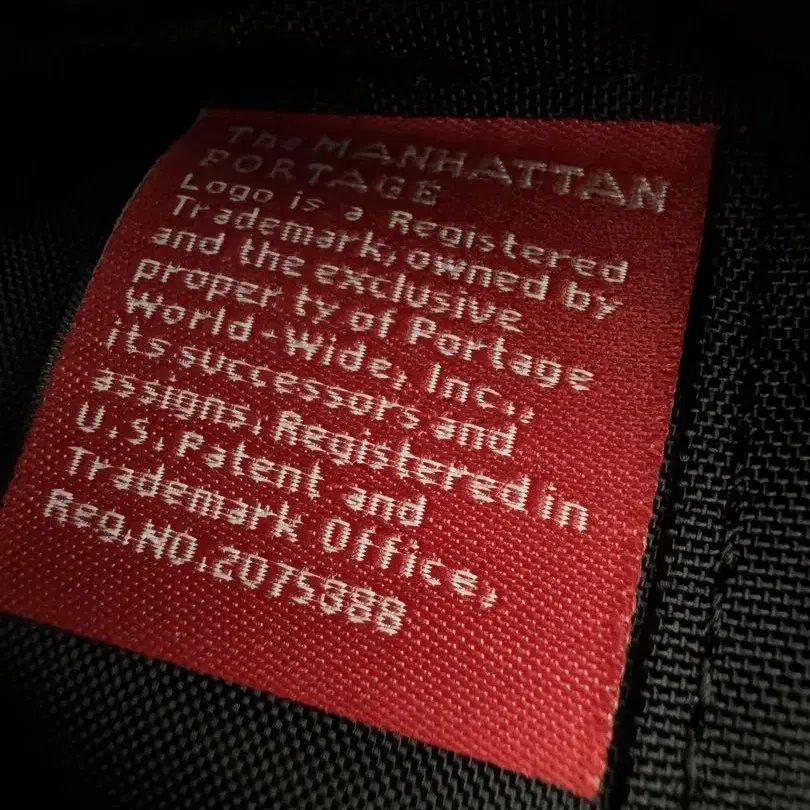 The MANHATTAN
PORTAGE
Logo is a Registered
Trademark, owned by
and the exclusive
proper ty of Portage
World-Wide, Inc.,
its successors and
assigns, Registered in
U.S. Patent and
Trademark Office,
Reg.NO.2075388